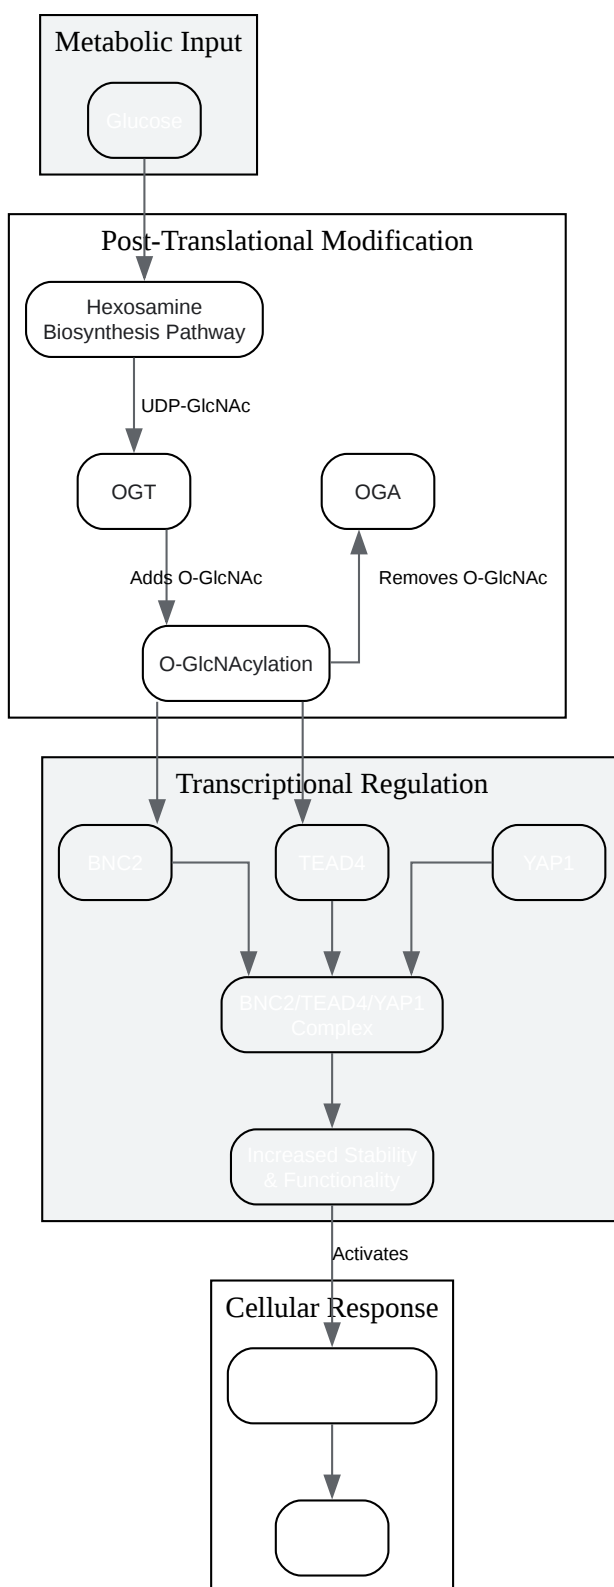 Metabolic Input
Glucose
Post-Translational Modification
Hexosamine
Biosynthesis Pathway
UDP-GlcNAc
OGT
OGA
Adds O-GlcNAc
Removes O-GlcNAc
O-GlcNAcylation
Transcriptional Regulation
BNC2
TEAD4
YAP1
BNC2/TEAD4/YAP1
Complex
Increased Stability
& Functionality
Activates
Cellular Response